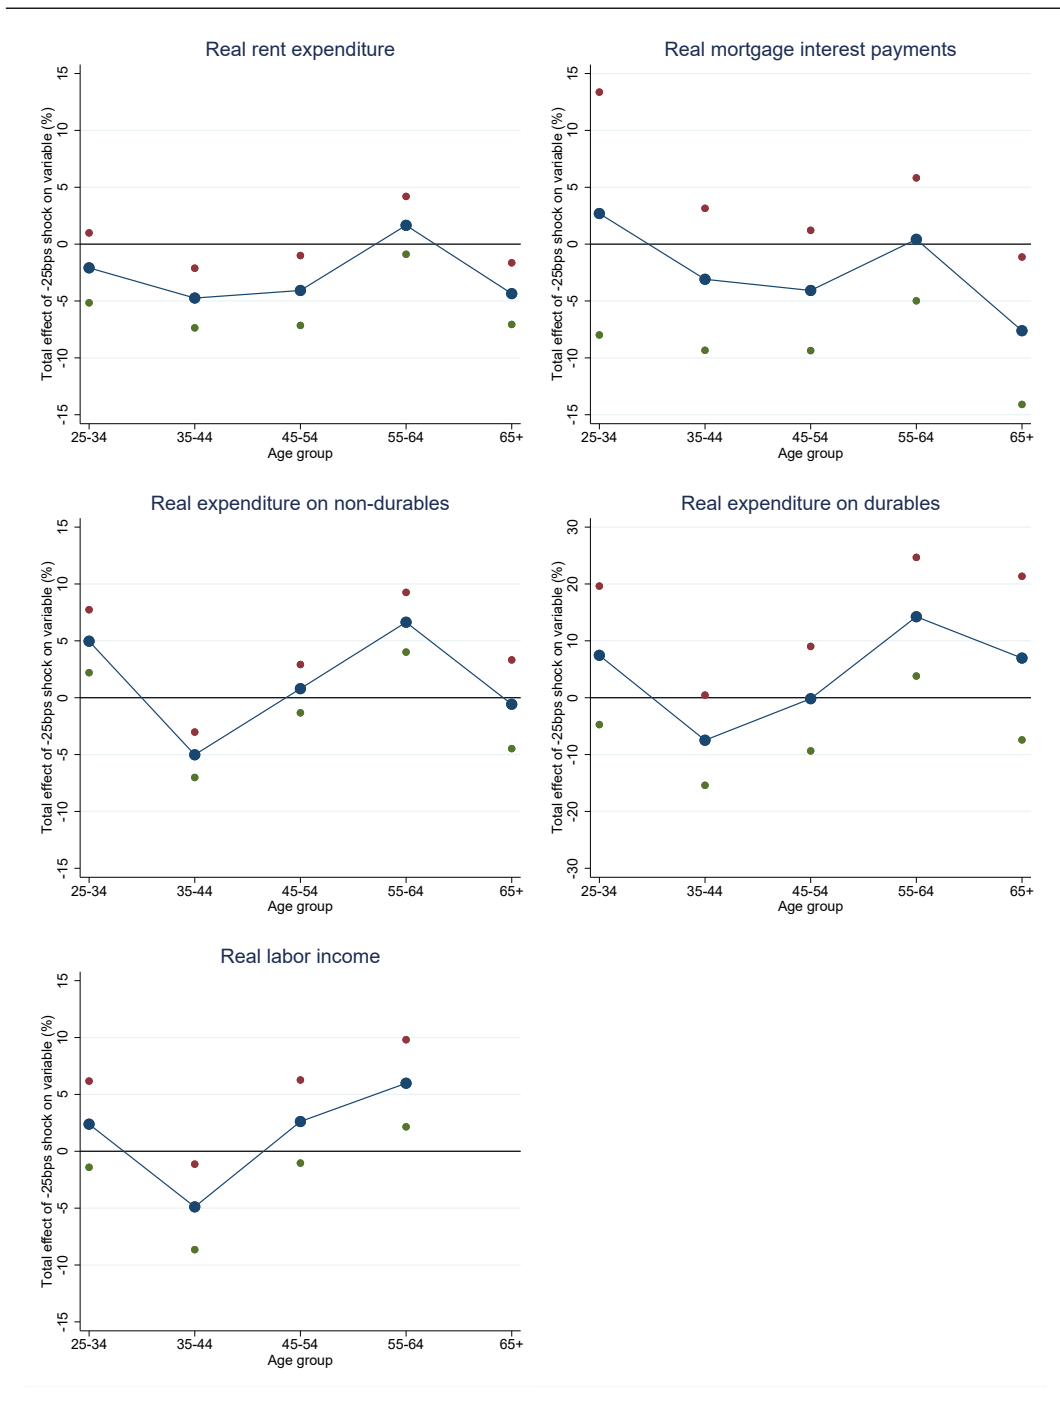 Real rent expenditure
Total effect of -25bps shock on variable (%)
15
10
5
0
-5
-10
-15
25-34 35-44 45-54 55-64 65+
Age group
Real mortgage interest payments
Total effect of -25bps shock on variable (%)
15
10
5
0
-5
-10
-15
25-34 35-44 45-54 55-64 65+
Age group
Real expenditure on non-durables
Total effect of -25bps shock on variable (%)
15
10
5
0
-5
-10
-15
25-34 35-44 45-54 55-64 65+
Age group
Real expenditure on durables
Total effect of -25bps shock on variable (%)
30
20
10
0
-10
-20
-30
25-34 35-44 45-54 55-64 65+
Age group
Real labor income
Total effect of -25bps shock on variable (%)
15
10
5
0
-5
-10
-15
25-34 35-44 45-54 55-64 65+
Age group